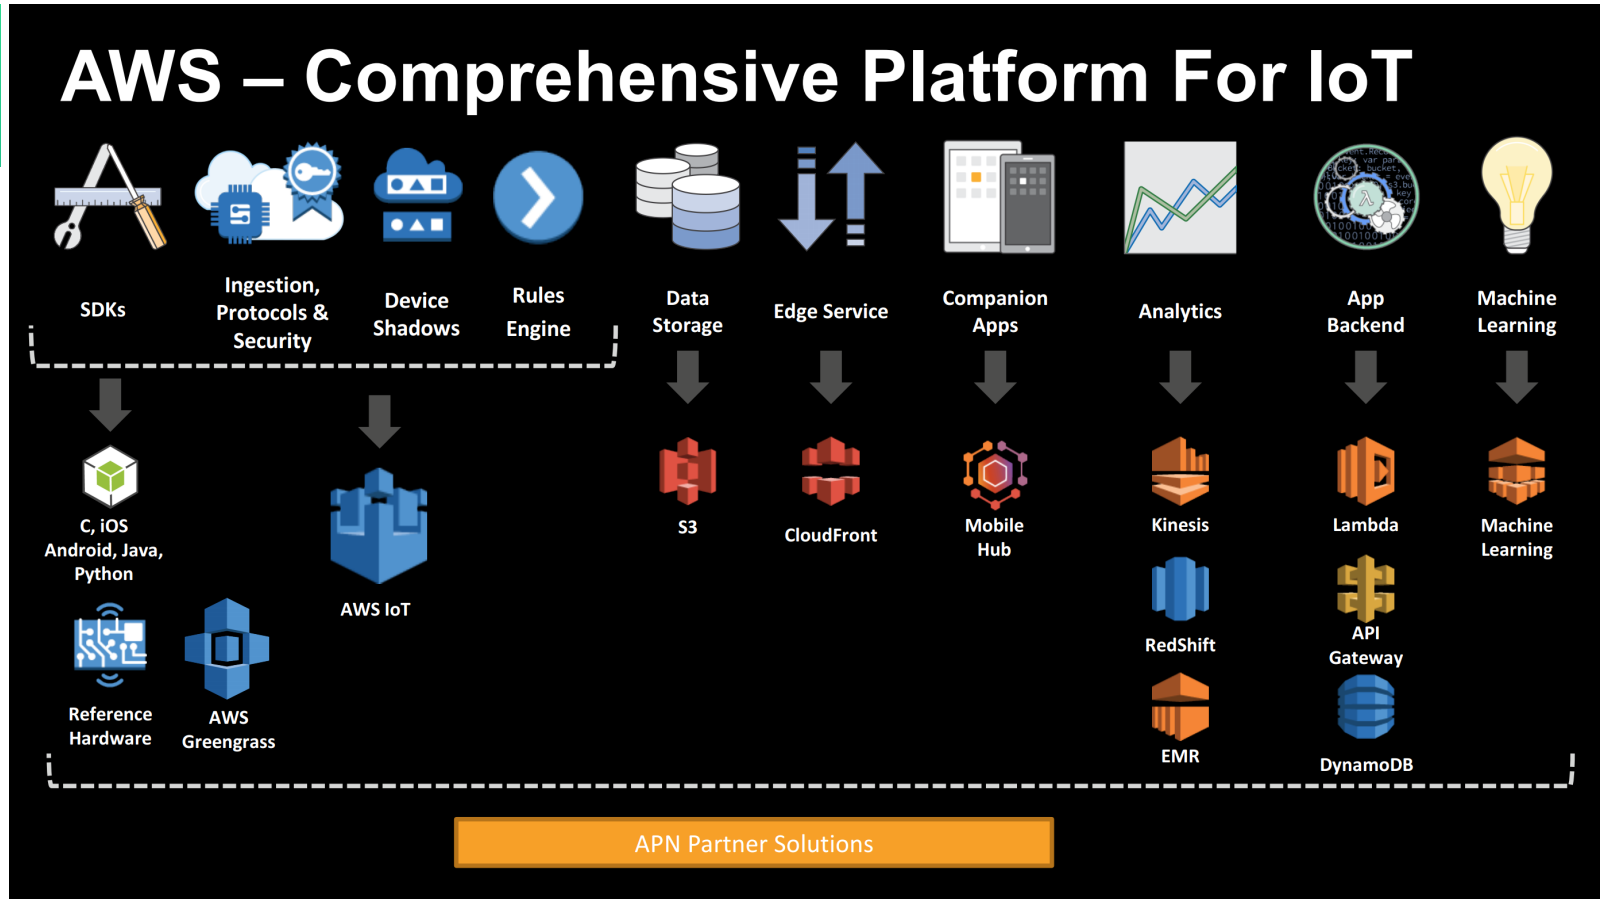 AWS – Comprehensive Platform For IoT
SDKs
Ingestion,
Protocols &
Security
Device
Shadows
Rules
Engine
Data
Storage
Edge Service
Companion
Apps
Analytics
App
Backend
Machine
Learning
C, iOS
Android, Java,
Python
Reference
Hardware
AWS
Greengrass
AWS IoT
S3
CloudFront
Mobile
Hub
Kinesis
RedShift
EMR
Lambda
API
Gateway
DynamoDB
Machine
Learning
APN Partner Solutions